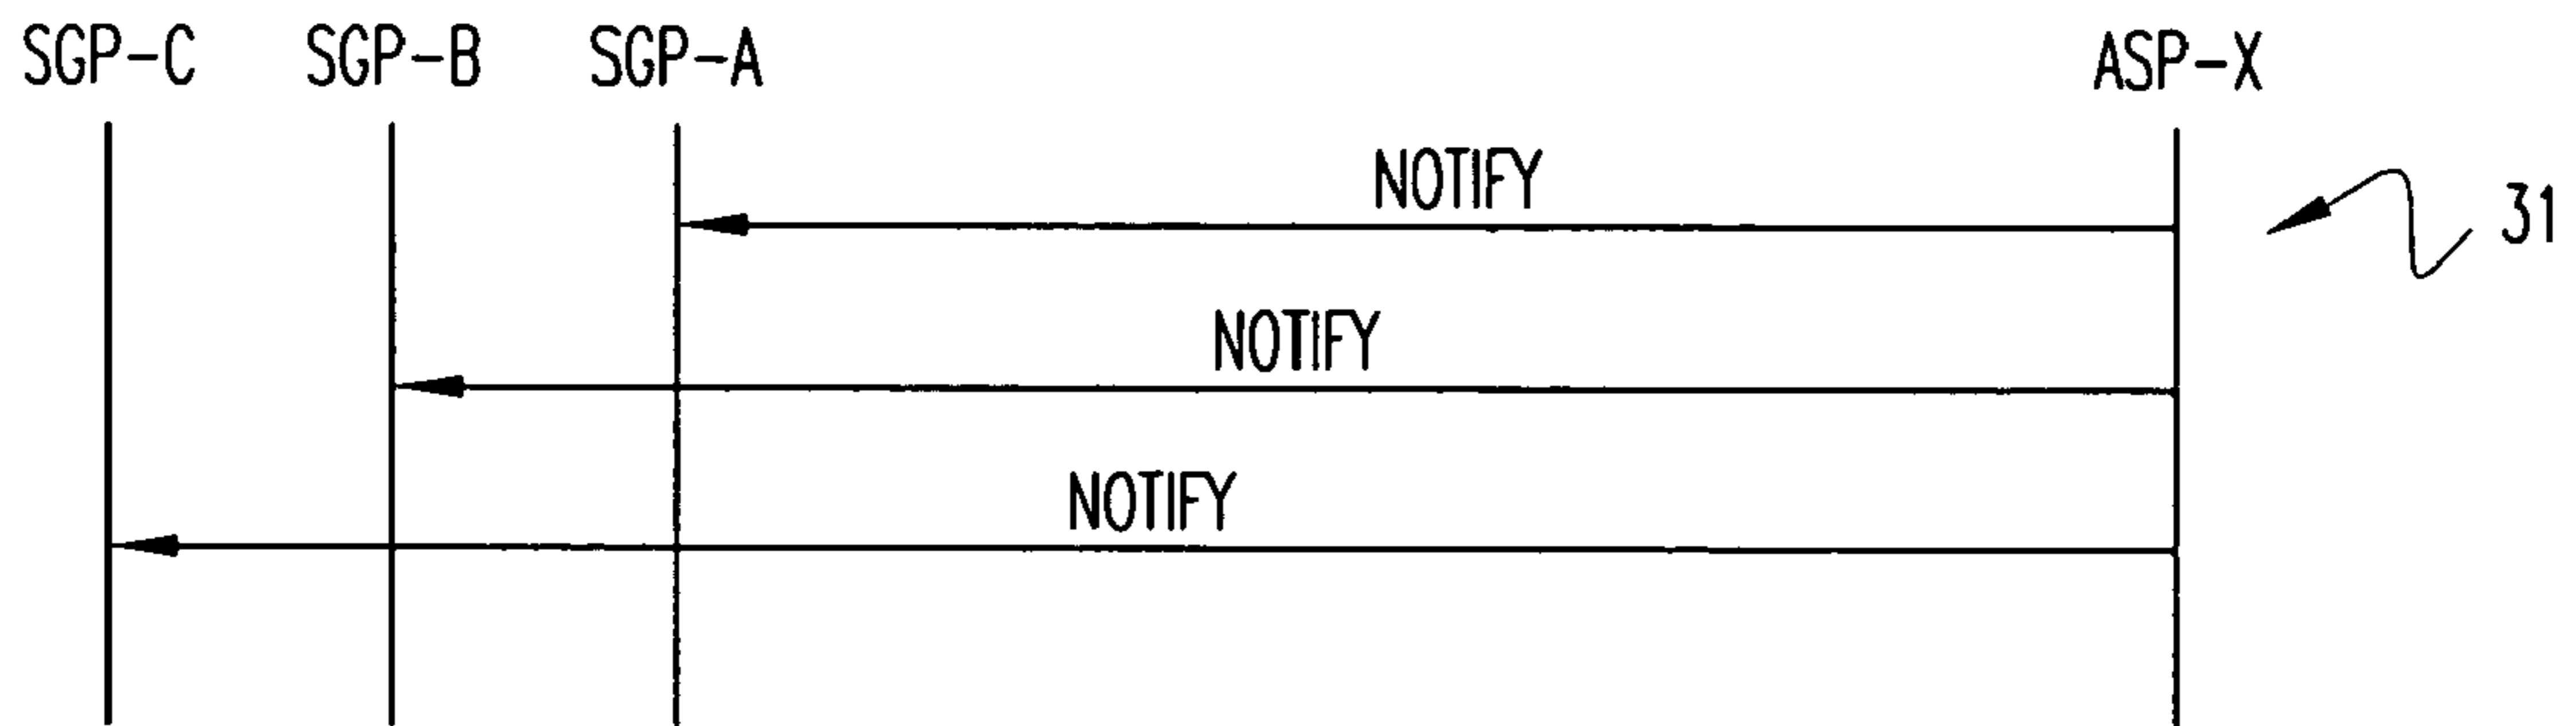 SGP-C SGP-B SGP-A ASP-X
NOTIFY
31
NOTIFY
NOTIFY